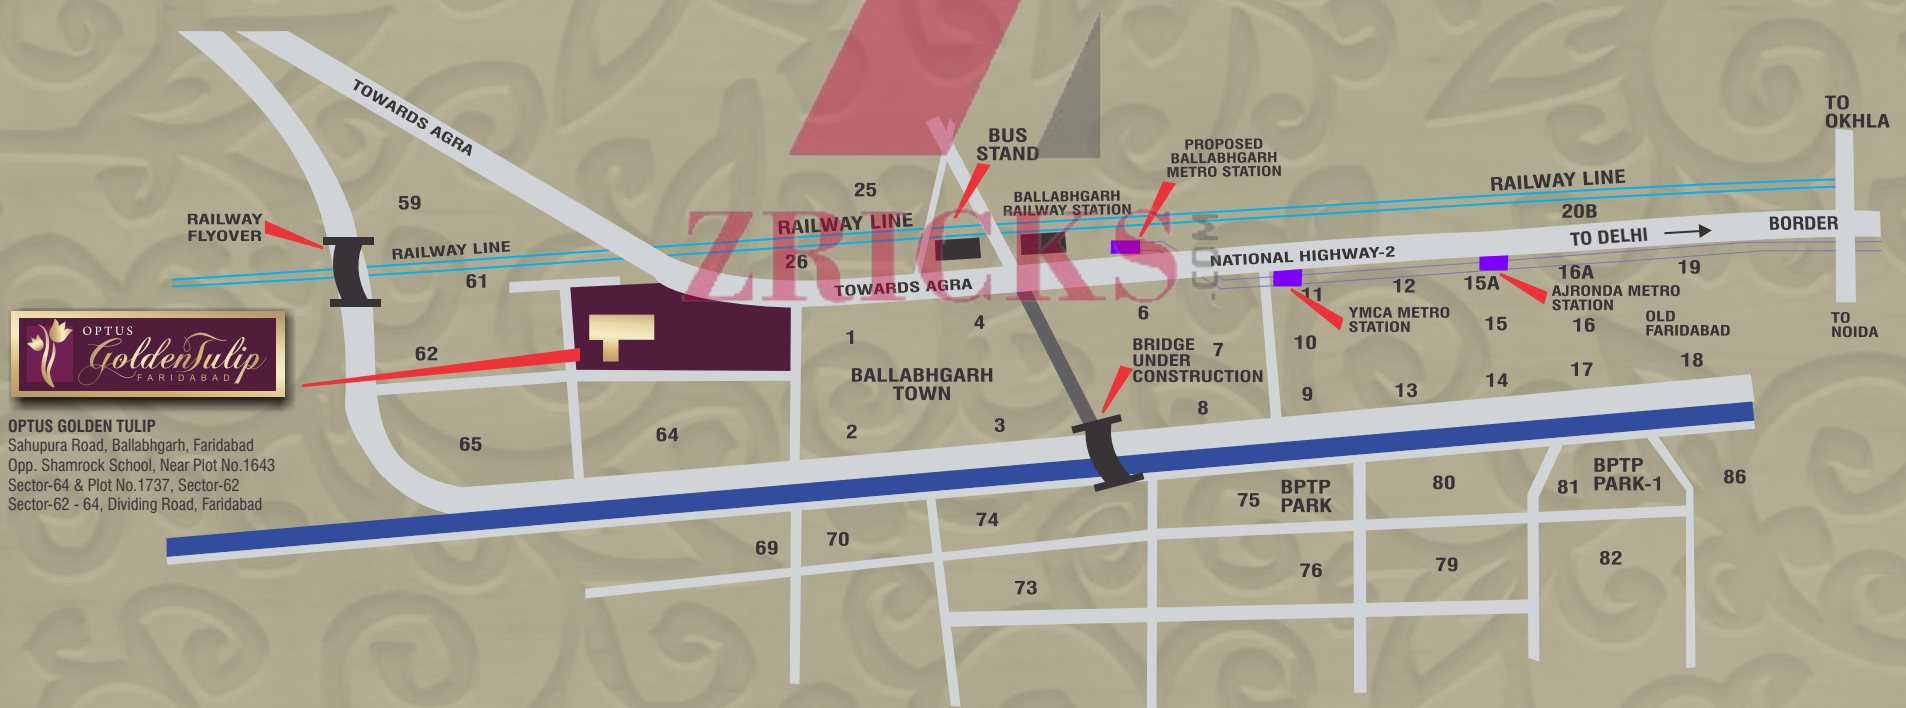 TOWARDS AGRA
BUS
STAND
PROPOSED
BALLABHGARH
METRO STATION
TO
OKHLA
59
25
RAILWAY
FLYOVER
RAILWAY LINE
61
RAILWAY LINE
26
BALLABHGARH
RAILWAY STATION
RAILWAY LINE
20B
TO DELHI
BORDER
NATIONAL HIGHWAY-2
TOWARDS AGRA
ZRICKS
.COM
11
12
15A
16A
19
YMCA METRO
STATION
AJRONDA METRO
STATION
OLD
FARIDABAD
TO
NOIDA
OPTUS
GoldenTulip
FARIDABAD
62
1
4
6
7
10
15
16
17
18
BALLABHGARH
TOWN
BRIDGE
UNDER
CONSTRUCTION
9
13
14
8
2
3
65
64
OPTUS GOLDEN TULIP
Sahupura Road, Ballabhgarh, Faridabad
Opp. Shamrock School, Near Plot No.1643
Sector-64 & Plot No.1737, Sector-62
Sector-62 - 64, Dividing Road, Faridabad
69
70
74
73
75
BPTP
PARK
80
81
BPTP
PARK-1
86
76
79
82